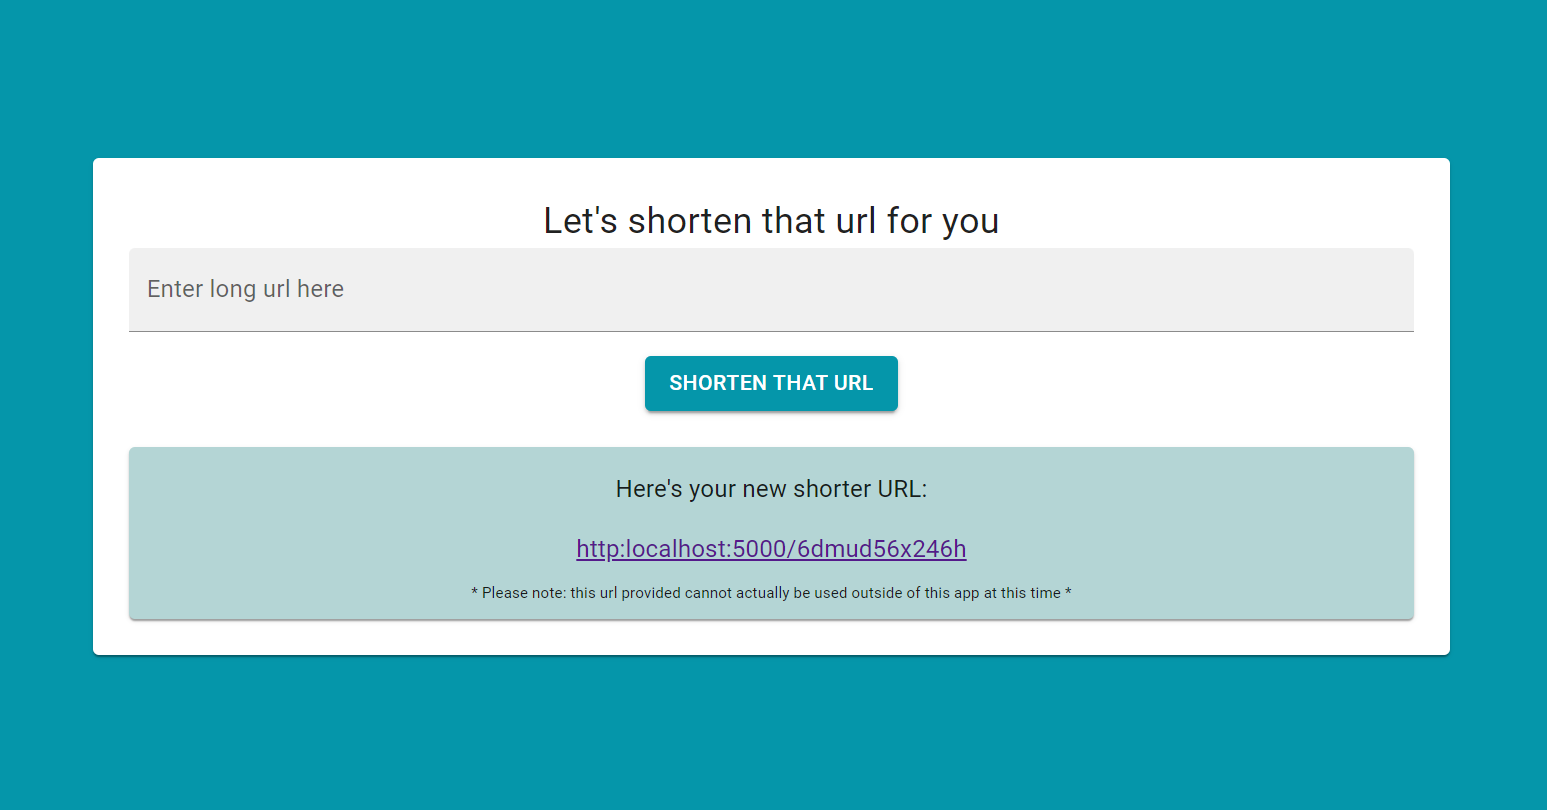 Let's shorten that url for you
Enter long url here
SHORTEN THAT URL
Here's your new shorter URL:
http:localhost:5000/6dmud56x246h
* Please note: this url provided cannot actually be used outside of this app at this time *